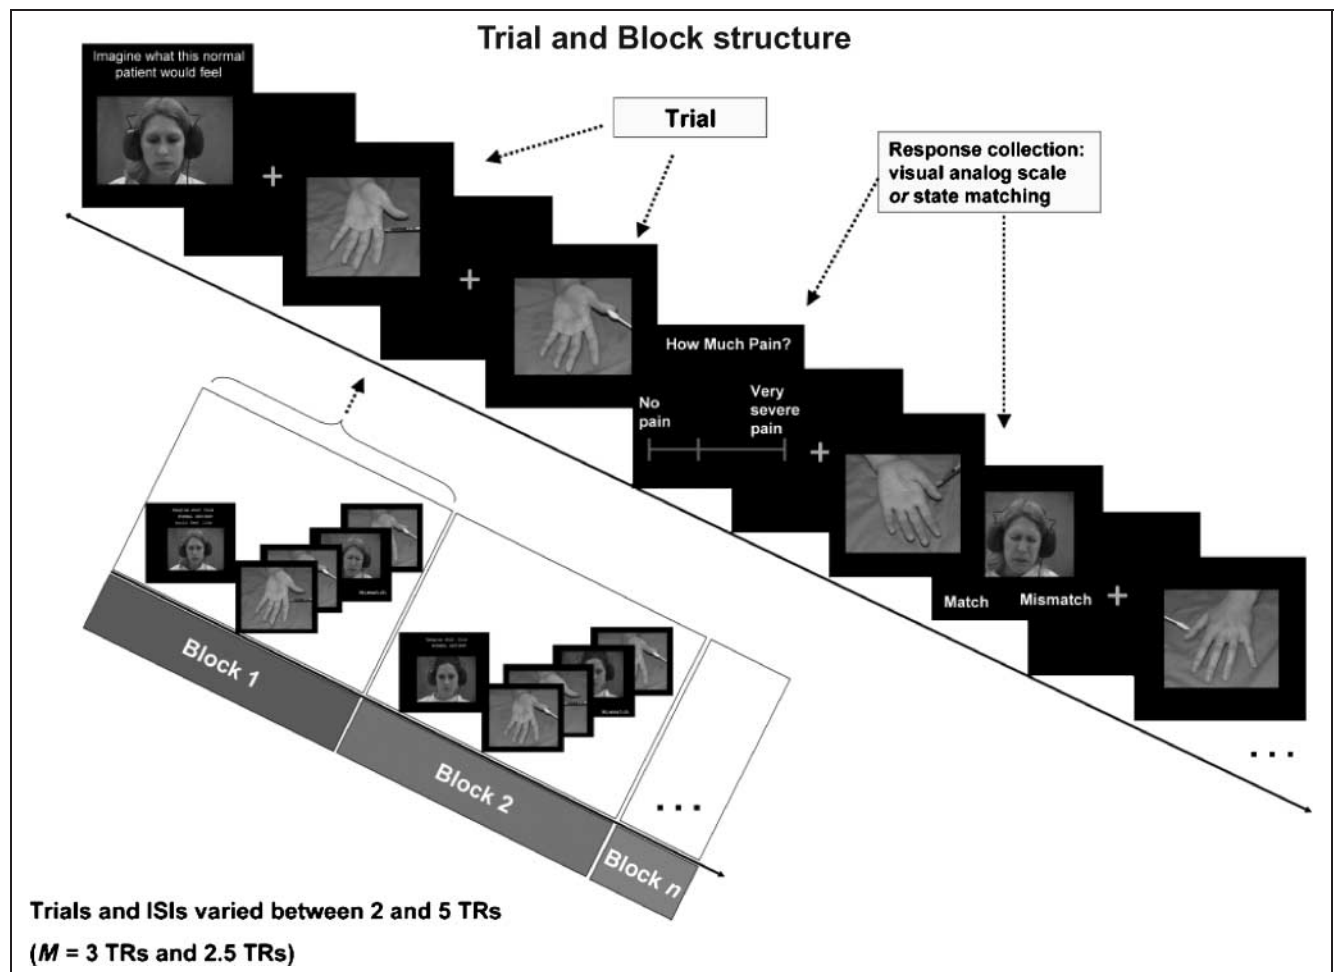 Trial and Block structure
Imagine what this normal
patient would feel
Trial
Response collection:
visual analog scale
or state matching
How Much Pain?
No
pain
Very
severe
pain
Match
Mismatch
. . .
Mismatch
Block 1
Mismatch
Block 2
. . .
Block n
Trials and ISIs varied between 2 and 5 TRs
(M = 3 TRs and 2.5 TRs)